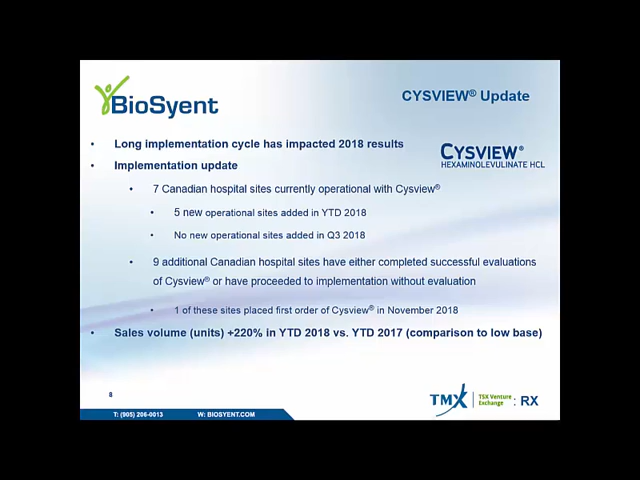 BioSyent
CYSVIEW® Update
• Long implementation cycle has impacted 2018 results
CYSVIEW®
HEXAMINOLEVULINATE HCL
• Implementation update
• 7 Canadian hospital sites currently operational with Cysview®
• 5 new operational sites added in YTD 2018
• No new operational sites added in Q3 2018
• 9 additional Canadian hospital sites have either completed successful evaluations
of Cysview® or have proceeded to implementation without evaluation
• 1 of these sites placed first order of Cysview® in November 2018
• Sales volume (units) +220% in YTD 2018 vs. YTD 2017 (comparison to low base)
8
TMX TSX Venture
Exchange : RX
T: (905) 206-0013 W: BIOSYENT.COM